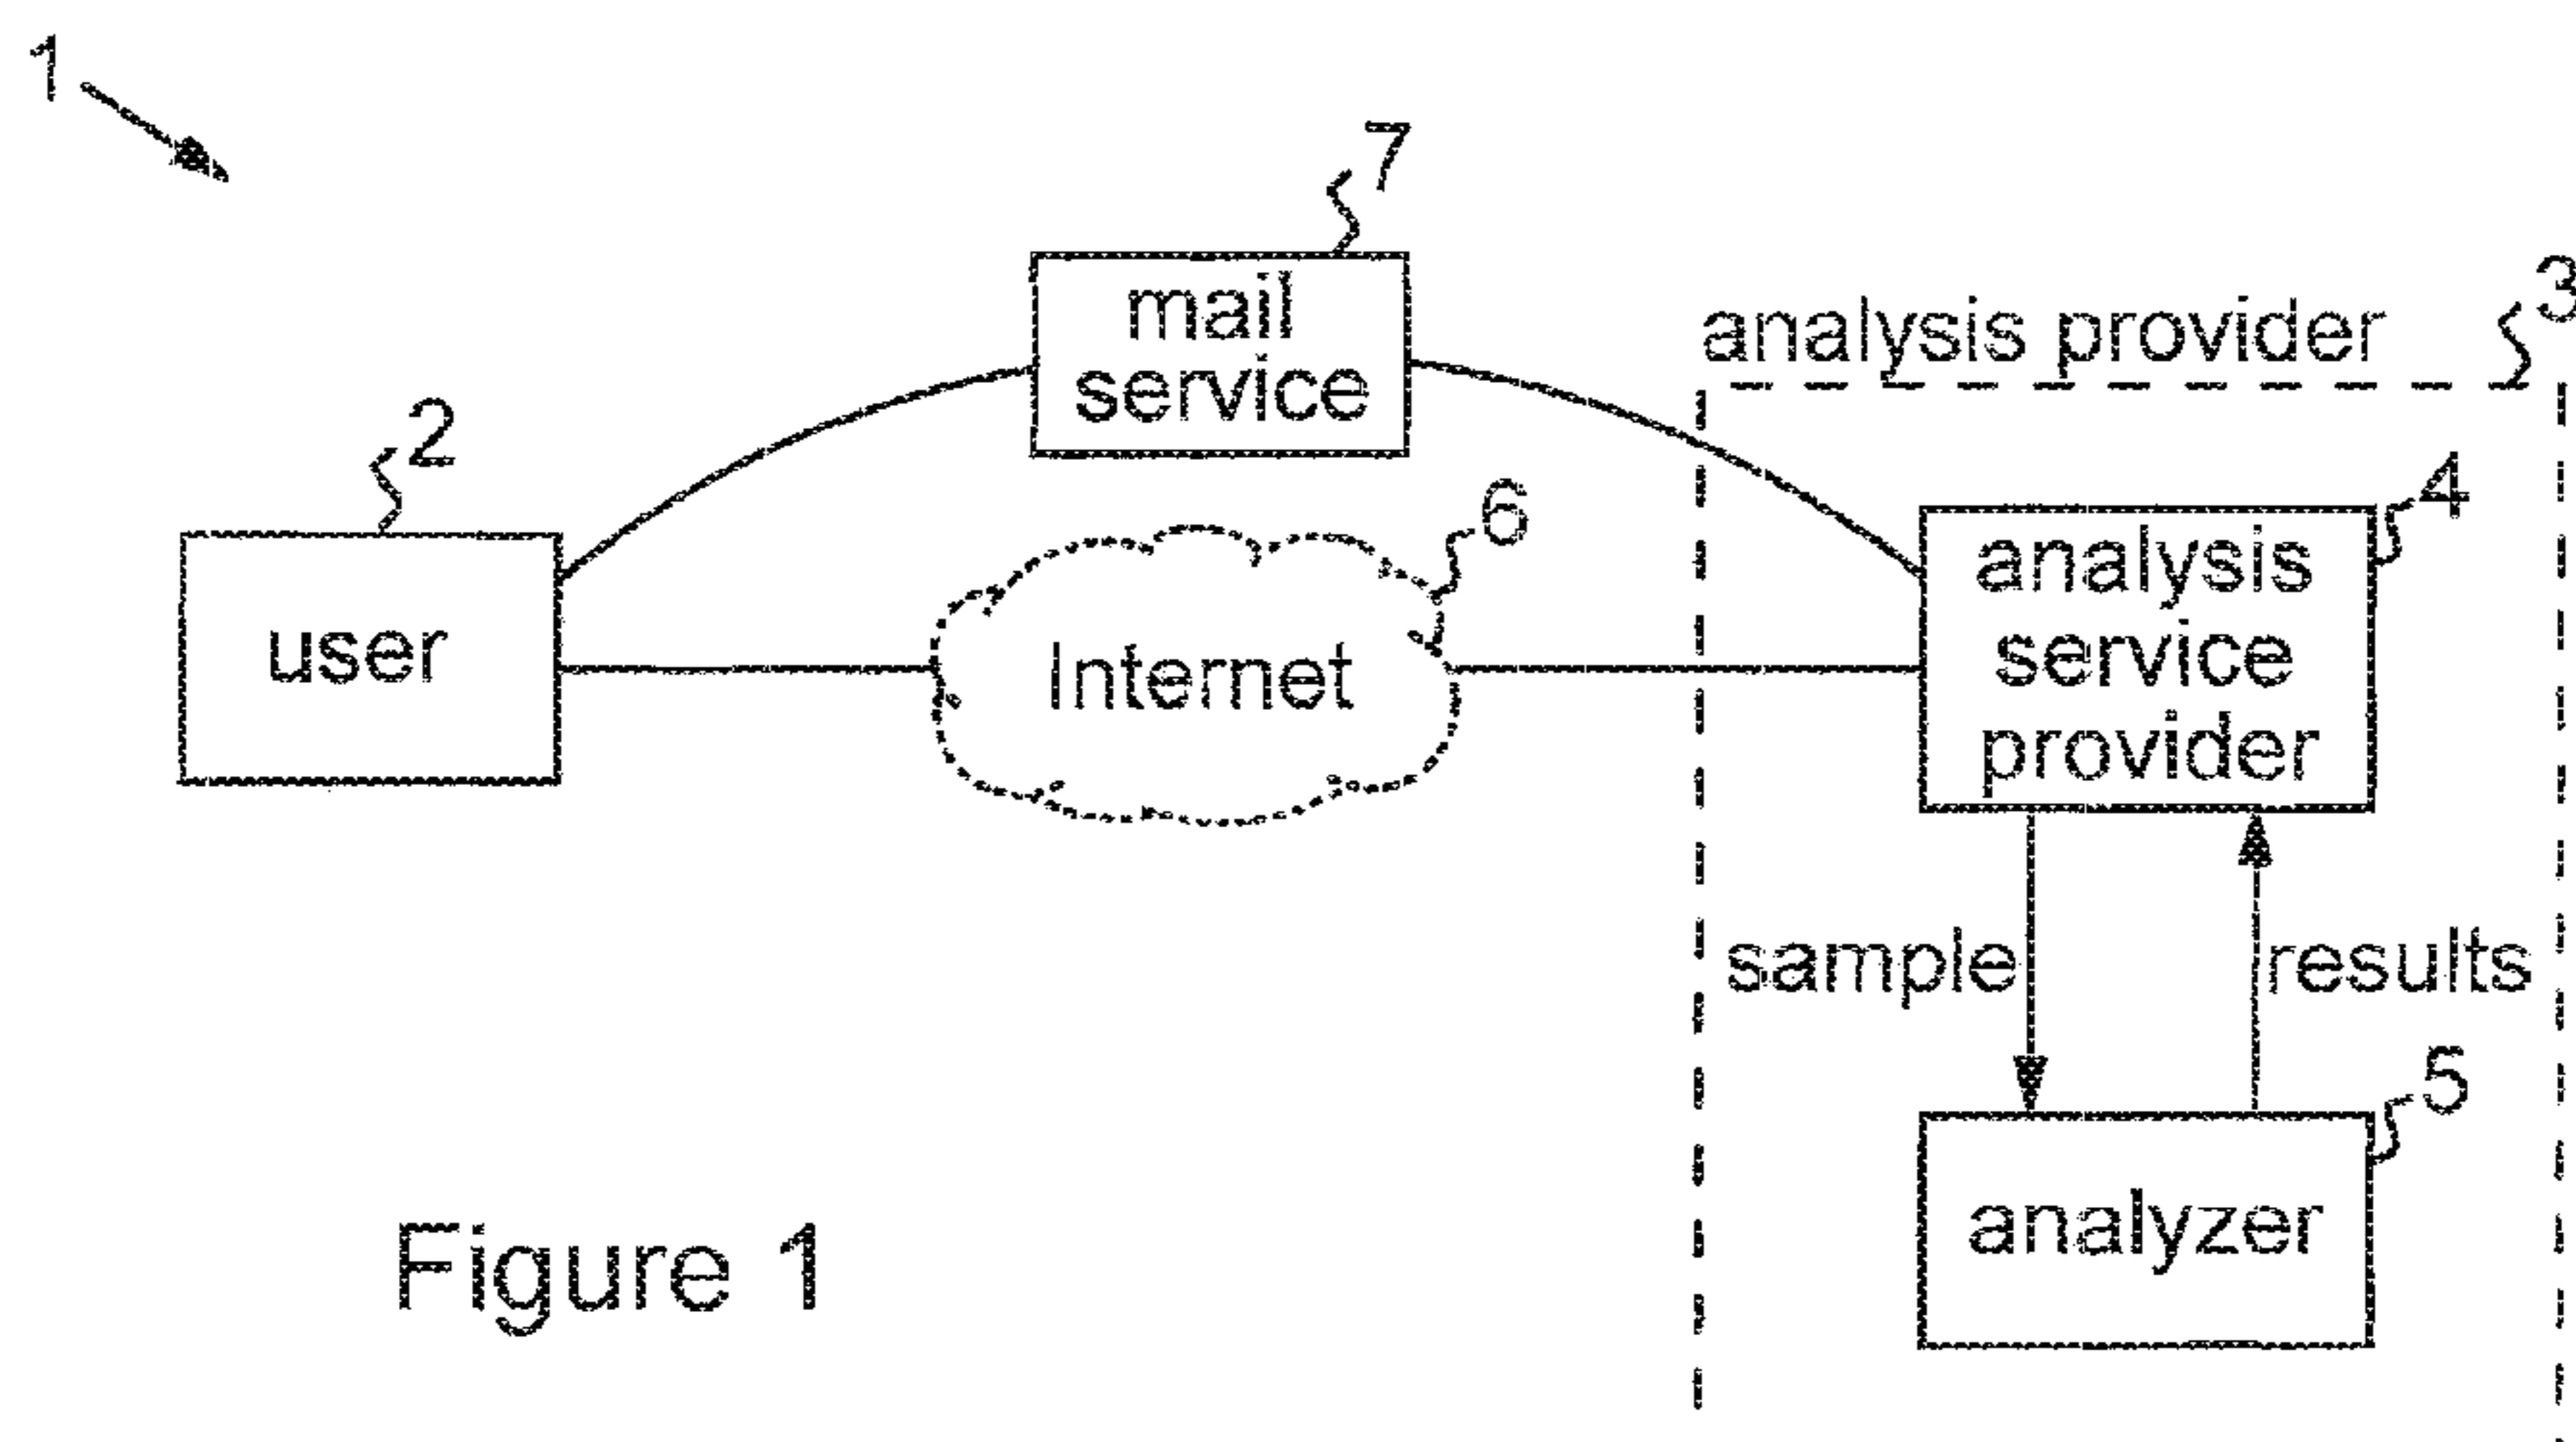 1
7
mail
service
analysis provider
3
2
user
6
Internet
4
analysis
service
provider
sample
results
5
analyzer
Figure 1